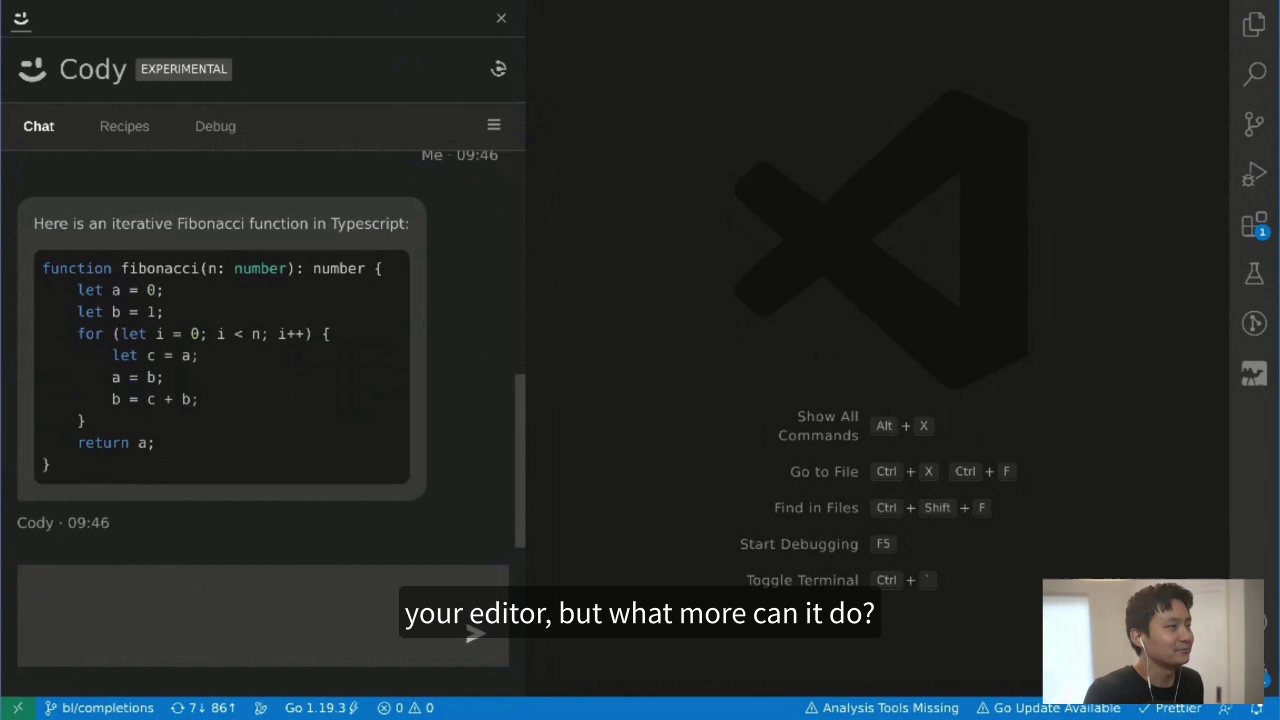 Cody EXPERIMENTAL
Chat Recipes Debug
Me · 09:46
Here is an iterative Fibonacci function in Typescript:
function fibonacci(n: number): number {
    let a = 0;
    let b = 1;
    for (let i = 0; i < n; i++) {
        let c = a;
        a = b;
        b = c + b;
    }
    return a;
}
Cody · 09:46
Show All
Commands Alt + X
Go to File Ctrl + X Ctrl + F
Find in Files Ctrl + Shift + F
Start Debugging F5
Toggle Terminal Ctrl + `
1
your editor, but what more can it do?
bl/completions 7↓ 86↑ Go 1.19.3 0 0 Analysis Tools Missing Go Update Available Prettier